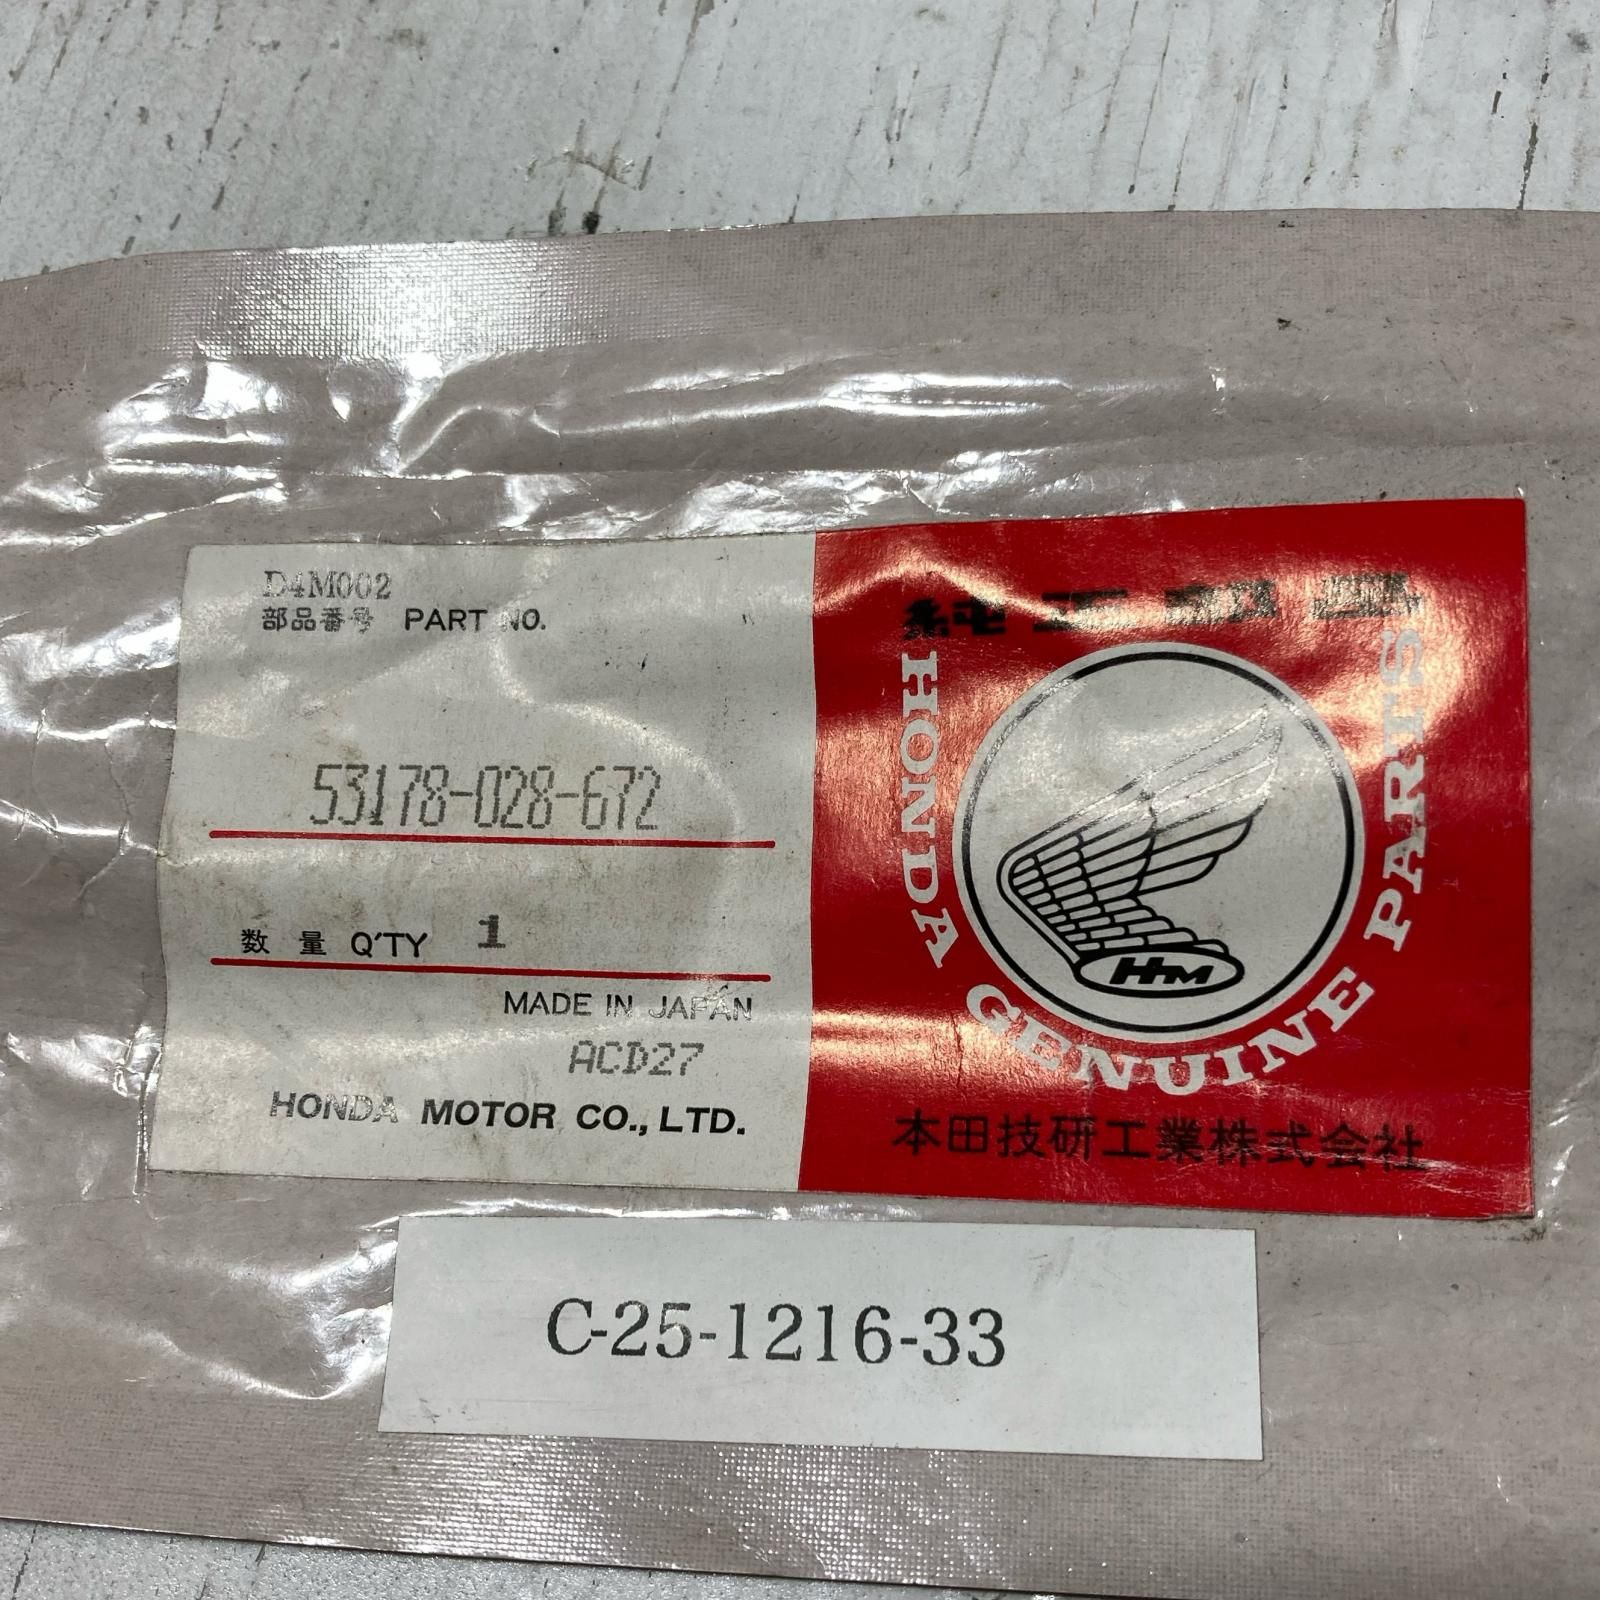 D4M002
部品番号 PART NO.
53178-028-672
数 量 Q'TY 1
MADE IN JAPAN
ACD27
HONDA MOTOR CO., LTD.
純正部品
HONDA GENUINE PARTS
HM
本田技研工業株式会社
C-25-1216-33